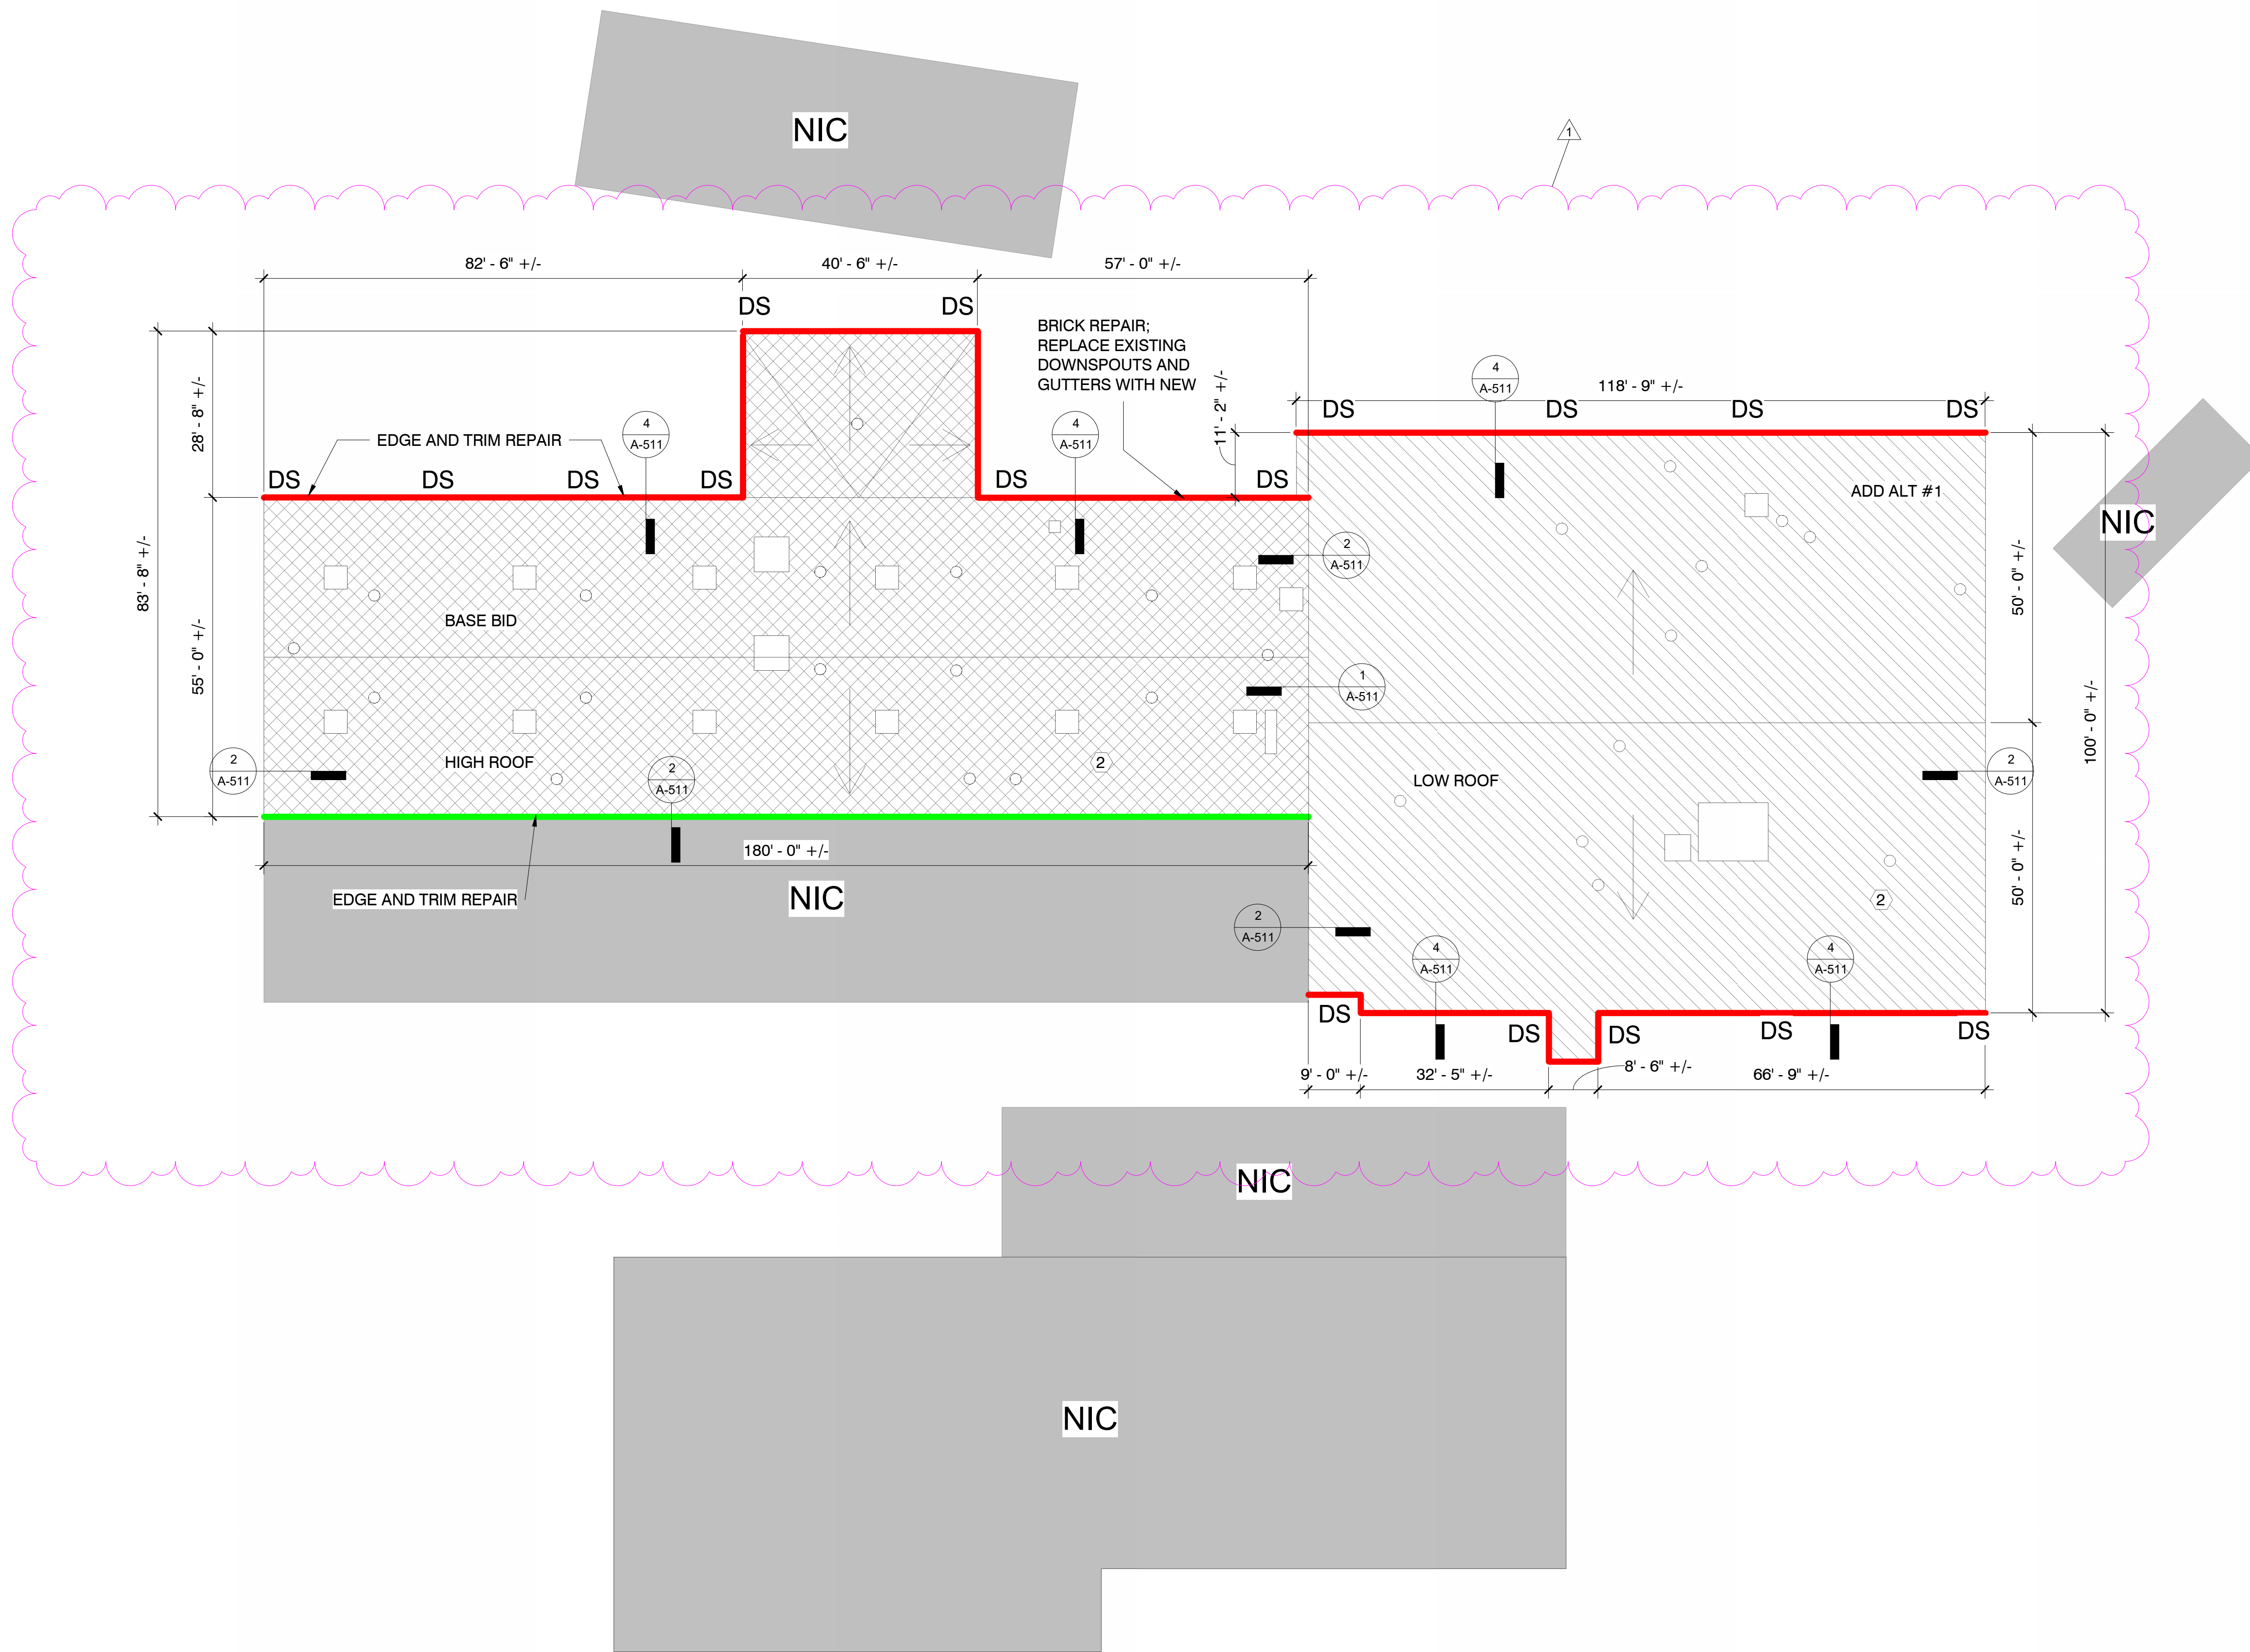 NIC
1
82' - 6" +/-
40' - 6" +/-
57' - 0" +/-
DS
DS
BRICK REPAIR;
REPLACE EXISTING
DOWNSPOUTS AND
GUTTERS WITH NEW
11' - 2" +/-
4
A-511
118' - 9" +/-
DS
DS
DS
DS
28' - 8" +/-
EDGE AND TRIM REPAIR
4
A-511
4
A-511
DS
DS
DS
DS
DS
DS
ADD ALT #1
NIC
83' - 8" +/-
55' - 0" +/-
2
A-511
50' - 0" +/-
BASE BID
1
A-511
100' - 0" +/-
HIGH ROOF
2
2
A-511
2
A-511
LOW ROOF
2
A-511
180' - 0" +/-
50' - 0" +/-
NIC
EDGE AND TRIM REPAIR
2
2
A-511
4
A-511
4
A-511
DS
DS
DS
DS
DS
9' - 0" +/-
32' - 5" +/-
8' - 6" +/-
66' - 9" +/-
NIC
NIC